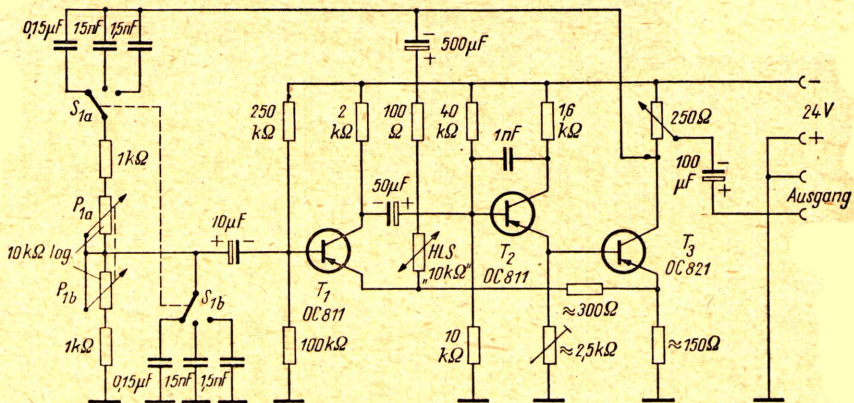 0,15µF 15nF 1,5nF
S1a
1kΩ
P1a
10kΩ log.
P1b
1kΩ
S1b
0,15µF 15nF 1,5nF
10µF
+ -
250 kΩ
2 kΩ
100 Ω
40 kΩ
1,6 kΩ
1nF
-
+
500µF
50µF
- +
T1
OC811
100kΩ
HLS
„10kΩ“
T2
OC811
10 kΩ
≈2,5kΩ
≈300Ω
T3
OC821
≈150Ω
250Ω
100 µF
-
+
-
24V
+
Ausgang